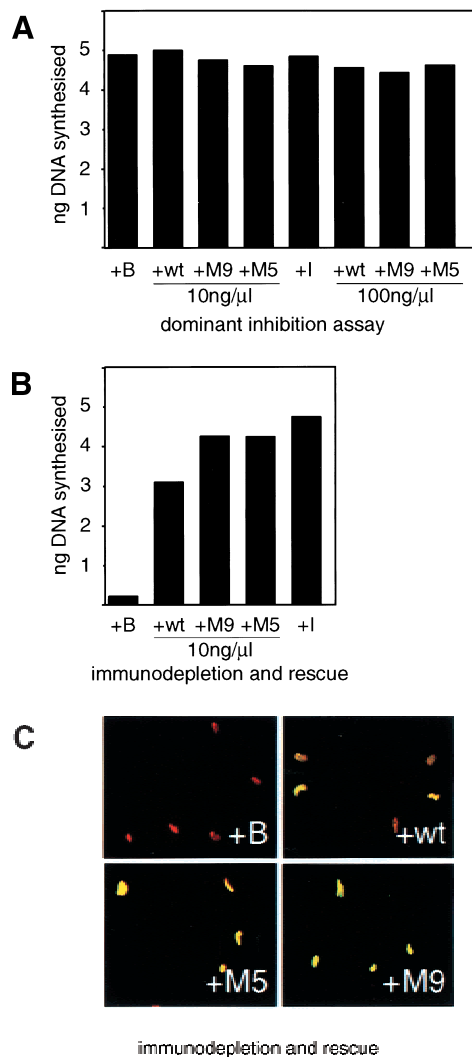 A
ng DNA synthesised
5
4
3
2
1
+B +wt +M9 +M5 +I +wt +M9 +M5
10ng/µl 100ng/µl
dominant inhibition assay
B
ng DNA synthesised
5
4
3
2
1
+B +wt +M9 +M5 +I
10ng/µl
immunodepletion and rescue
C
+B
+wt
+M5
+M9
immunodepletion and rescue